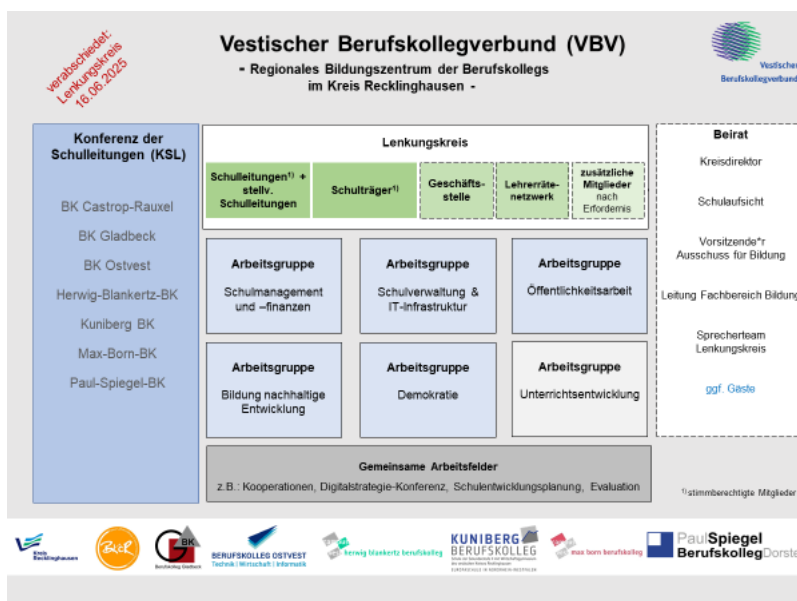 verabschiedet:
Lenkungskreis
16.06.2025
Vestischer Berufskollegverbund (VBV)
- Regionales Bildungszentrum der Berufskollegs
im Kreis Recklinghausen -
Vestischer
Berufskollegverband
Konferenz der
Schulleitungen (KSL)
BK Castrop-Rauxel
BK Gladbeck
BK Ostvest
Herwig-Blankertz-BK
Kuniberg BK
Max-Born-BK
Paul-Spiegel-BK
Lenkungskreis
Schulleitungen¹⁾ +
stellv.
Schulleitungen
Schulträger¹⁾
Geschäfts-
stelle
Lehrerräte-
netzwerk
zusätzliche
Mitglieder
nach
Erfordernis
Arbeitsgruppe
Schulmanagement
und –finanzen
Arbeitsgruppe
Schulverwaltung &
IT-Infrastruktur
Arbeitsgruppe
Öffentlichkeitsarbeit
Arbeitsgruppe
Bildung nachhaltige
Entwicklung
Arbeitsgruppe
Demokratie
Arbeitsgruppe
Unterrichtsentwicklung
Gemeinsame Arbeitsfelder
z.B.: Kooperationen, Digitalstrategie-Konferenz, Schulentwicklungsplanung, Evaluation
Beirat
Kreisdirektor
Schulaufsicht
Vorsitzende*r
Ausschuss für Bildung
Leitung Fachbereich Bildung
Sprecherteam
Lenkungskreis
ggf. Gäste
¹⁾stimmberechtigte Mitglieder
Kreis
Recklinghausen
BK
Berufskolleg Gladbeck
BERUFSKOLLEG OSTVEST
Technik | Wirtschaft | Informatik
herwig blankertz berufskolleg
KUNIBERG
BERUFSKOLLEG
max born berufskolleg
PaulSpiegel
BerufskollegDorste